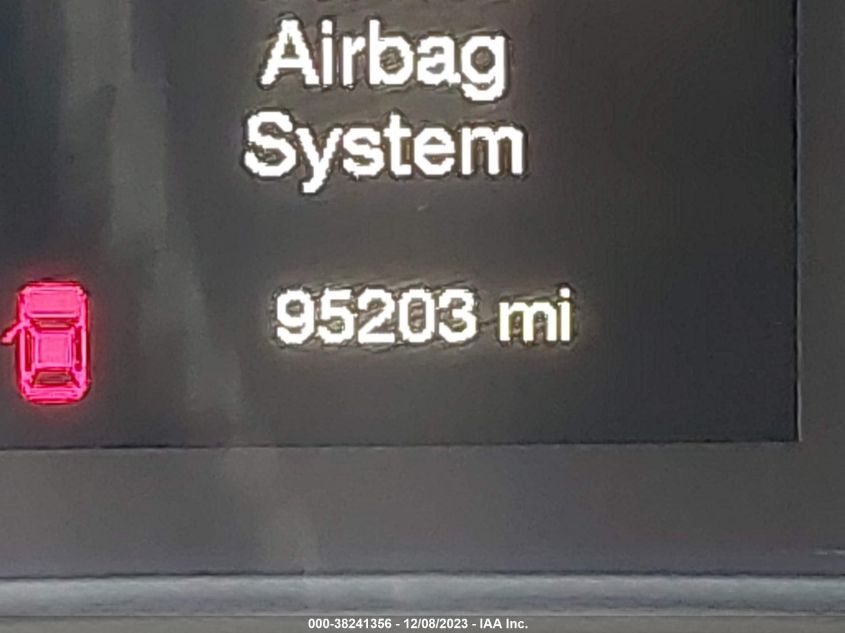 Airbag
System
95203 mi
000-38241356 - 12/08/2023 - IAA Inc.